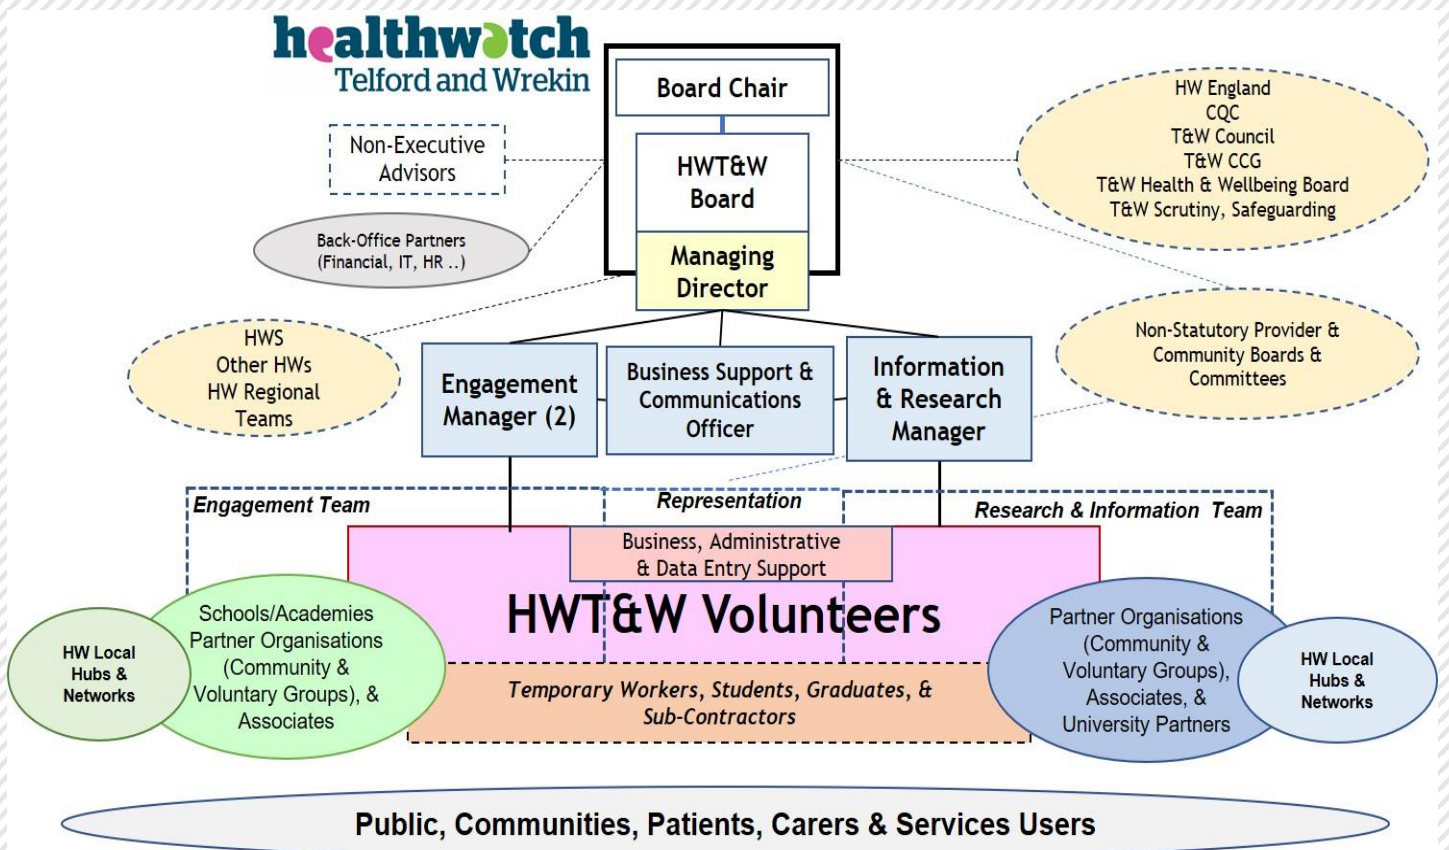 healthwatch
Telford and Wrekin
Board Chair
HWT&W
Board
Managing
Director
Non-Executive
Advisors
Back-Office Partners
(Financial, IT, HR ..)
HW England
CQC
T&W Council
T&W CCG
T&W Health & Wellbeing Board
T&W Scrutiny, Safeguarding
HWS
Other HWs
HW Regional
Teams
Non-Statutory Provider &
Community Boards &
Committees
Engagement
Manager (2)
Business Support &
Communications
Officer
Information
& Research
Manager
Engagement Team
Representation
Research & Information Team
Business, Administrative
& Data Entry Support
HWT&W Volunteers
HW Local
Hubs &
Networks
Schools/Academies
Partner Organisations
(Community &
Voluntary Groups), &
Associates
Temporary Workers, Students, Graduates, &
Sub-Contractors
Partner Organisations
(Community &
Voluntary Groups),
Associates, &
University Partners
HW Local
Hubs &
Networks
Public, Communities, Patients, Carers & Services Users